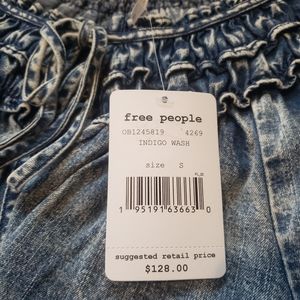 free people
OB1245819 4269
INDIGO WASH
size S
1 95191 63663 0
suggested retail price
$128.00